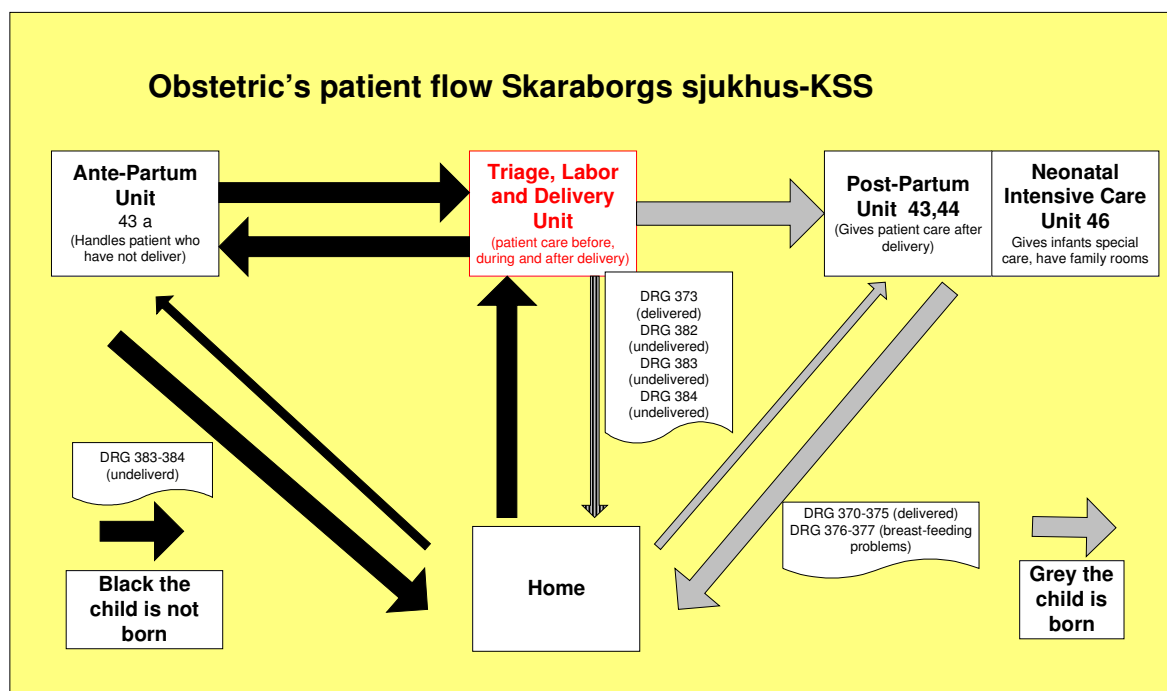 Obstetric's patient flow Skaraborgs sjukhus-KSS
Ante-Partum
Unit
43 a
(Handles patient who
have not deliver)
Triage, Labor
and Delivery
Unit
(patient care before,
during and after delivery)
Post-Partum
Unit 43,44
(Gives patient care after
delivery)
Neonatal
Intensive Care
Unit 46
Gives infants special
care, have family rooms
DRG 373
(delivered)
DRG 382
(undelivered)
DRG 383
(undelivered)
DRG 384
(undelivered)
DRG 383-384
(undeliverd)
DRG 370-375 (delivered)
DRG 376-377 (breast-feeding
problems)
Black the
child is not
born
Home
Grey the
child is
born